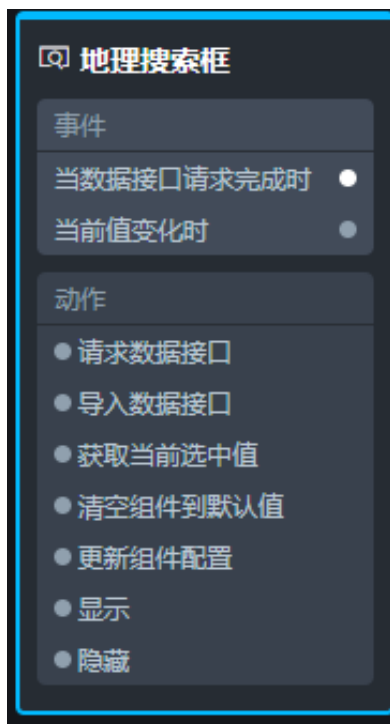 地理搜索框
事件
当数据接口请求完成时
当前值变化时
动作
请求数据接口
导入数据接口
获取当前选中值
清空组件到默认值
更新组件配置
显示
隐藏